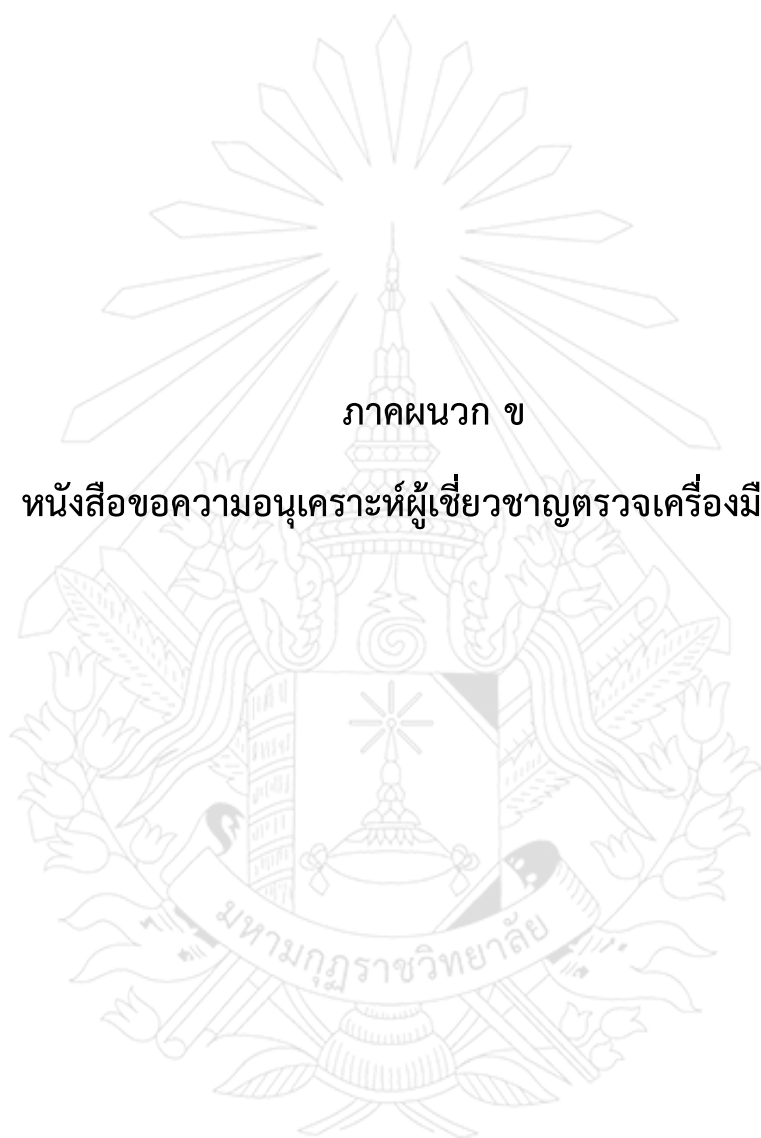 ภาคผนวก ข
หนังสือขอความอนุเคราะห์ผู้เชี่ยวชาญตรวจเครื่องมื
มหามกุฏราชวิทยาลัย